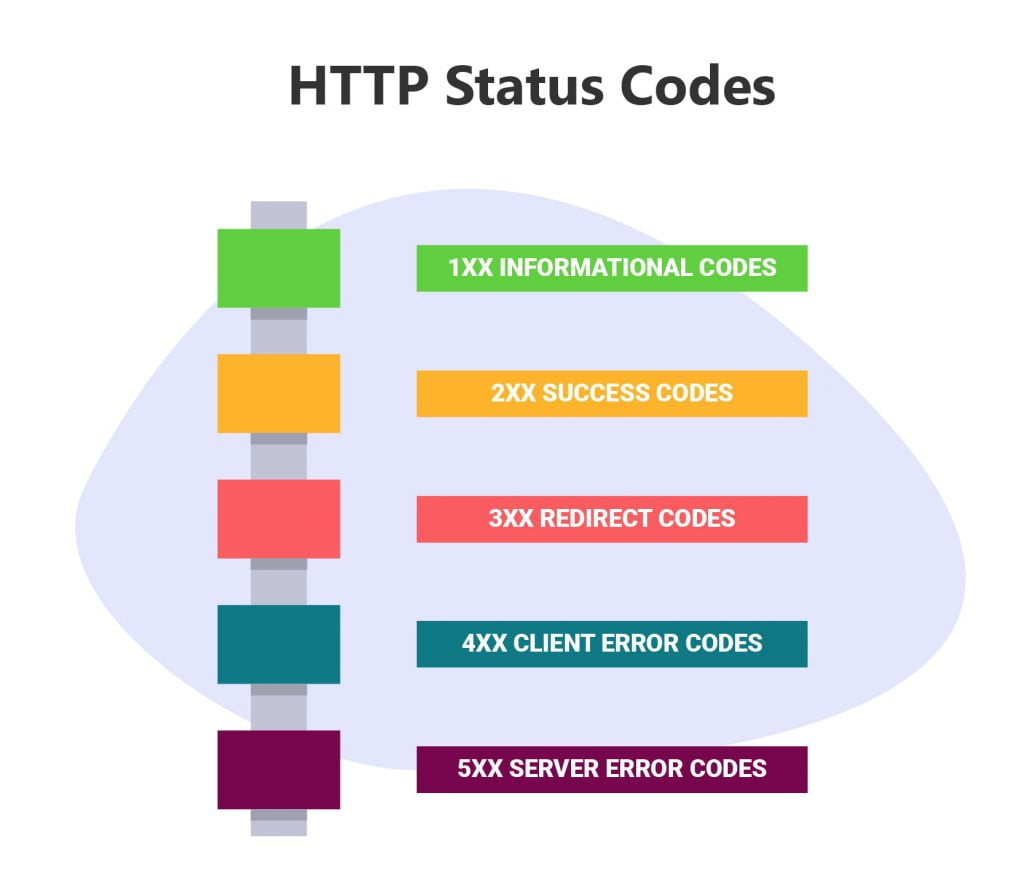 HTTP Status Codes
1XX INFORMATIONAL CODES
2XX SUCCESS CODES
3XX REDIRECT CODES
4XX CLIENT ERROR CODES
5XX SERVER ERROR CODES